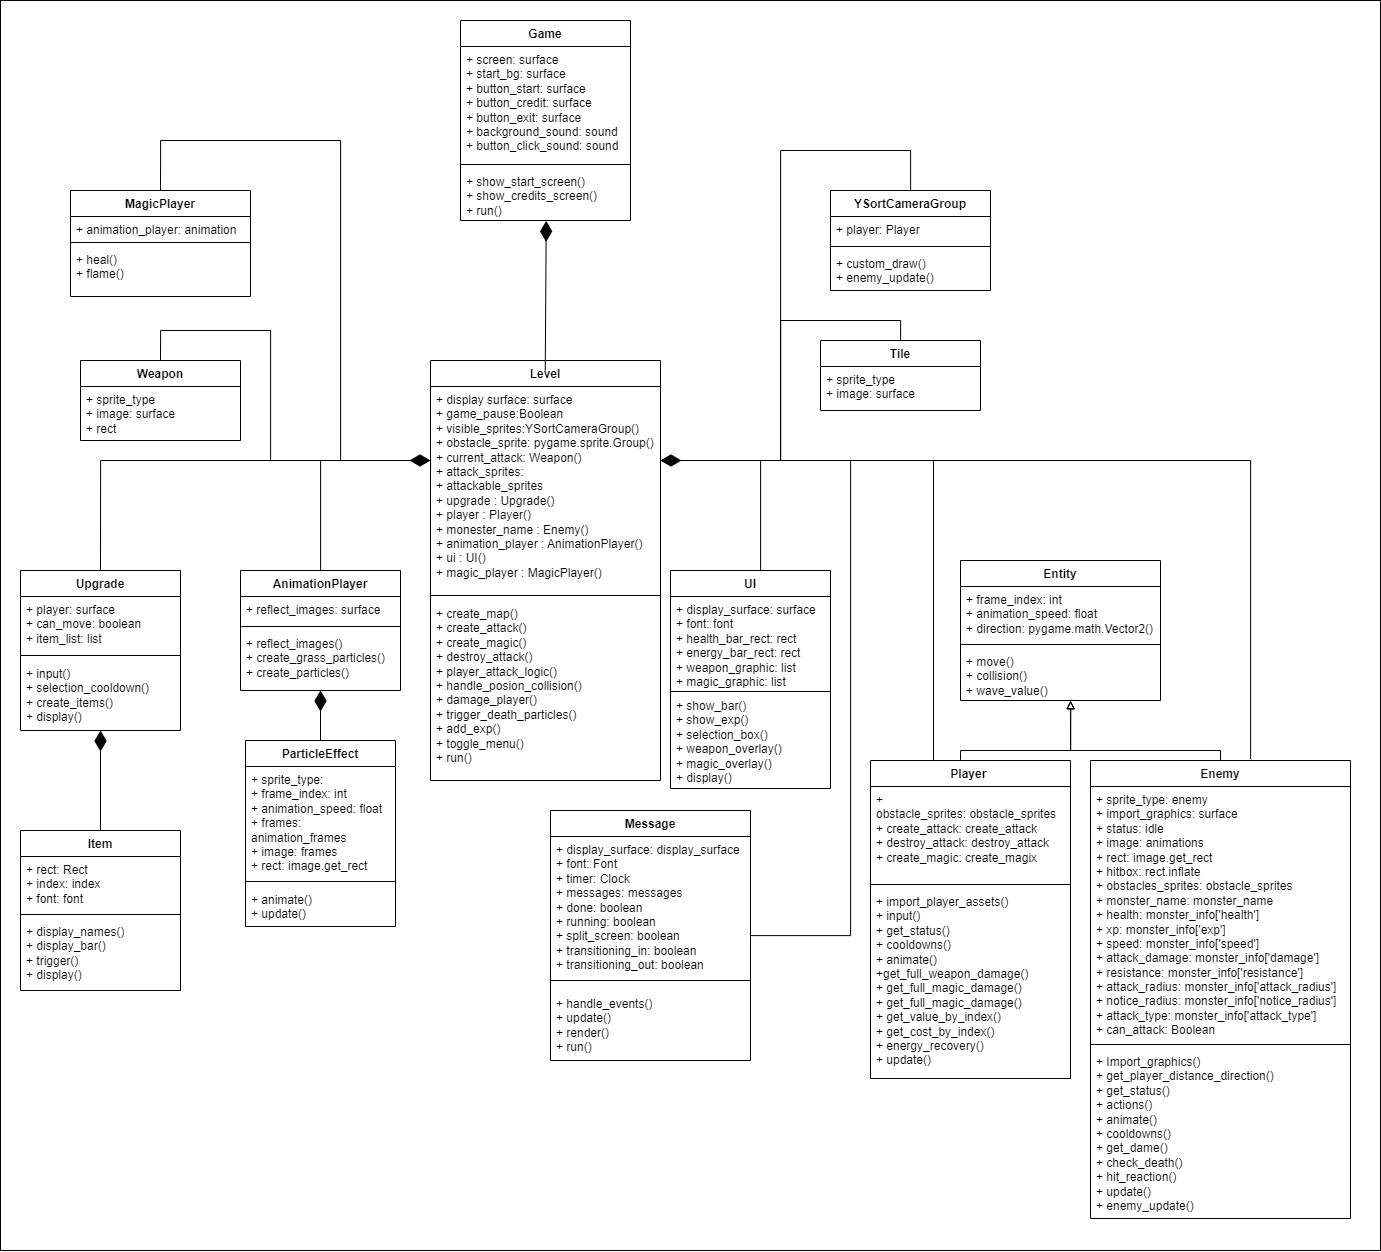 Game
+ screen: surface
+ start_bg: surface
+ button_start: surface
+ button_credit: surface
+ button_exit: surface
+ background_sound: sound
+ button_click_sound: sound
+ show_start_screen()
+ show_credits_screen()
+ run()
MagicPlayer
+ animation_player: animation
+ heal()
+ flame()
YSortCameraGroup
+ player: Player
+ custom_draw()
+ enemy_update()
Weapon
+ sprite_type
+ image: surface
+ rect
Level
+ display surface: surface
+ game_pause:Boolean
+ visible_sprites:YSortCameraGroup()
+ obstacle_sprite: pygame.sprite.Group()
+ current_attack: Weapon()
+ attack_sprites:
+ attackable_sprites
+ upgrade : Upgrade()
+ player : Player()
+ monester_name : Enemy()
+ animation_player : AnimationPlayer()
+ ui : UI()
+ magic_player : MagicPlayer()
+ create_map()
+ create_attack()
+ create_magic()
+ destroy_attack()
+ player_attack_logic()
+ handle_posion_collision()
+ damage_player()
+ trigger_death_particles()
+ add_exp()
+ toggle_menu()
+ run()
Tile
+ sprite_type
+ image: surface
Upgrade
+ player: surface
+ can_move: boolean
+ item_list: list
+ input()
+ selection_cooldown()
+ create_items()
+ display()
AnimationPlayer
+ reflect_images: surface
+ reflect_images()
+ create_grass_particles()
+ create_particles()
UI
+ display_surface: surface
+ font: font
+ health_bar_rect: rect
+ energy_bar_rect: rect
+ weapon_graphic: list
+ magic_graphic: list
+ show_bar()
+ show_exp()
+ selection_box()
+ weapon_overlay()
+ magic_overlay()
+ display()
Entity
+ frame_index: int
+ animation_speed: float
+ direction: pygame.math.Vector2()
+ move()
+ collision()
+ wave_value()
ParticleEffect
+ sprite_type:
+ frame_index: int
+ animation_speed: float
+ frames:
animation_frames
+ image: frames
+ rect: image.get_rect
+ animate()
+ update()
Item
+ rect: Rect
+ index: index
+ font: font
+ display_names()
+ display_bar()
+ trigger()
+ display()
Message
+ display_surface: display_surface
+ font: Font
+ timer: Clock
+ messages: messages
+ done: boolean
+ running: boolean
+ split_screen: boolean
+ transitioning_in: boolean
+ transitioning_out: boolean
+ handle_events()
+ update()
+ render()
+ run()
Player
+
obstacle_sprites: obstacle_sprites
+ create_attack: create_attack
+ destroy_attack: destroy_attack
+ create_magic: create_magix
+ import_player_assets()
+ input()
+ get_status()
+ cooldowns()
+ animate()
+get_full_weapon_damage()
+ get_full_magic_damage()
+ get_full_magic_damage()
+ get_value_by_index()
+ get_cost_by_index()
+ energy_recovery()
+ update()
Enemy
+ sprite_type: enemy
+ import_graphics: surface
+ status: idle
+ image: animations
+ rect: image.get_rect
+ hitbox: rect.inflate
+ obstacles_sprites: obstacle_sprites
+ monster_name: monster_name
+ health: monster_info['health']
+ xp: monster_info['exp']
+ speed: monster_info['speed']
+ attack_damage: monster_info['damage']
+ resistance: monster_info['resistance']
+ attack_radius: monster_info['attack_radius']
+ notice_radius: monster_info['notice_radius']
+ attack_type: monster_info['attack_type']
+ can_attack: Boolean
+ Import_graphics()
+ get_player_distance_direction()
+ get_status()
+ actions()
+ animate()
+ cooldowns()
+ get_dame()
+ check_death()
+ hit_reaction()
+ update()
+ enemy_update()